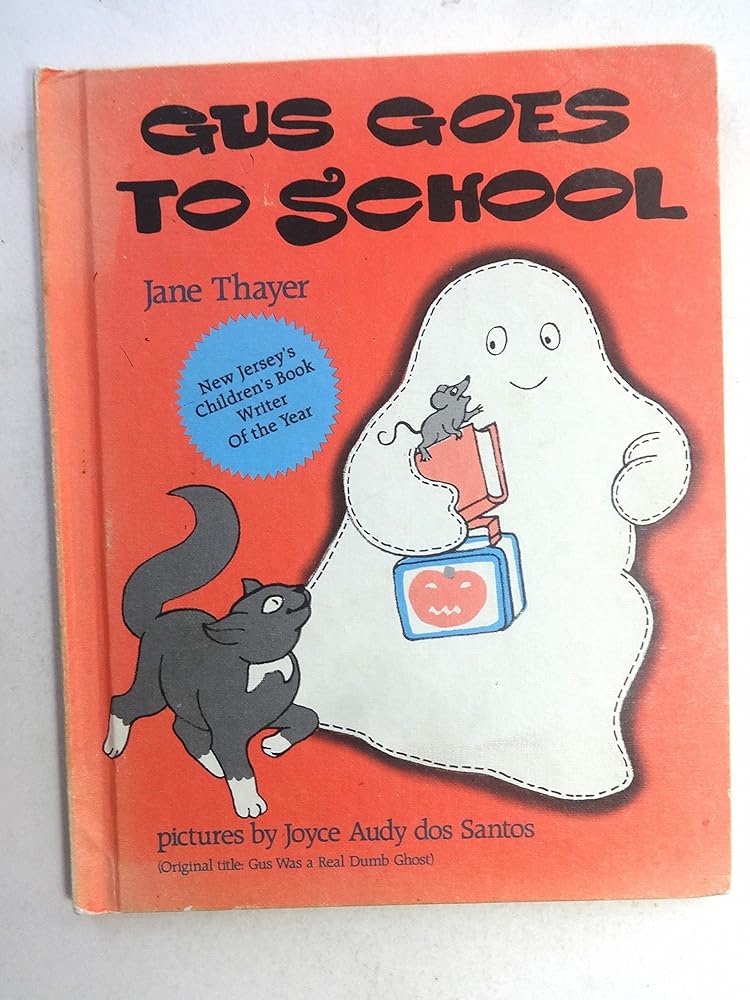 GUS GOES
TO SCHOOL
Jane Thayer
New Jersey's
Children's Book
Writer
Of the Year
pictures by Joyce Audy dos Santos
(Original title: Gus Was a Real Dumb Ghost)